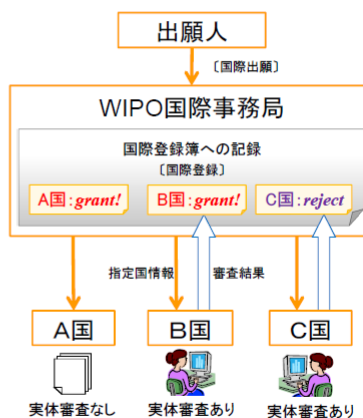 出願人
〔国際出願〕
WIPO国際事務局
国際登録簿への記録
〔国際登録〕
A国:grant!
B国:grant!
C国:reject
指定国情報
審査結果
A国
B国
C国
実体審査なし
実体審査あり
実体審査あり